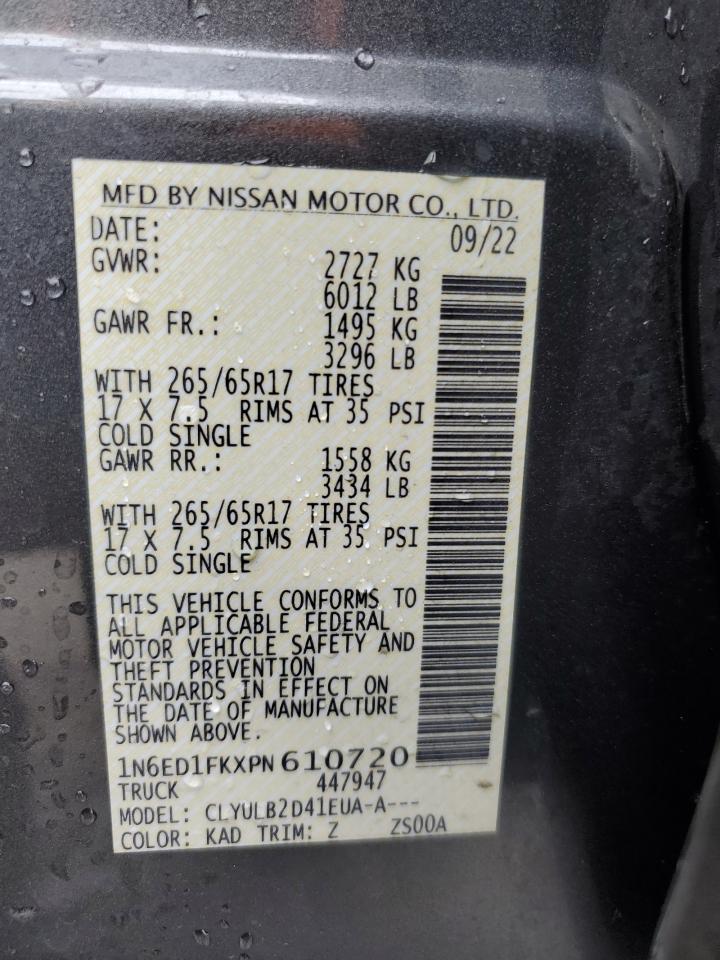 MFD BY NISSAN MOTOR CO., LTD.
DATE: 09/22
GVWR: 2727 KG
6012 LB
GAWR FR.: 1495 KG
3296 LB
WITH 265/65R17 TIRES
17 X 7.5 RIMS AT 35 PSI
COLD SINGLE
GAWR RR.: 1558 KG
3434 LB
WITH 265/65R17 TIRES
17 X 7.5 RIMS AT 35 PSI
COLD SINGLE
THIS VEHICLE CONFORMS TO
ALL APPLICABLE FEDERAL
MOTOR VEHICLE SAFETY AND
THEFT PREVENTION
STANDARDS IN EFFECT ON
THE DATE OF MANUFACTURE
SHOWN ABOVE.
1N6ED1FKXPN610720
TRUCK 447947
MODEL: CLYULB2D41EUA-A---
COLOR: KAD TRIM: Z ZS00A